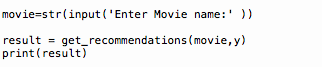 movie=str(input('Enter Movie name:' ))
result = get_recommendations(movie,y)
print(result)